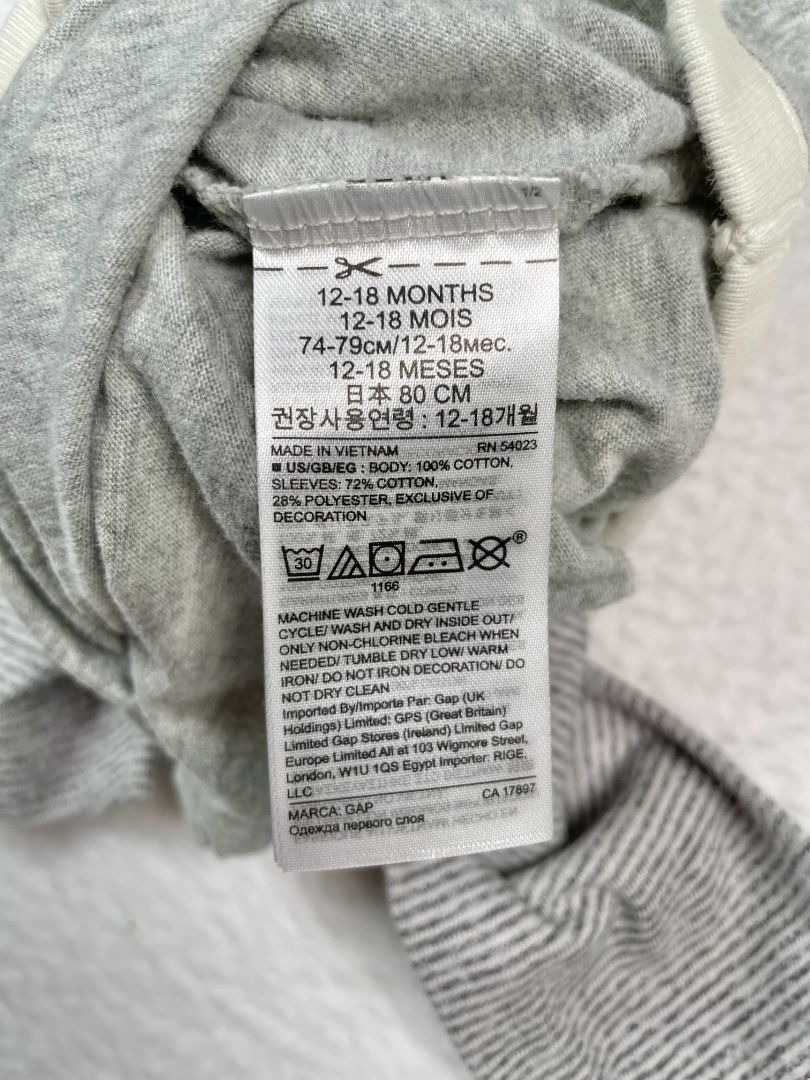 1/2
12-18 MONTHS
12-18 MOIS
74-79см/12-18мес.
12-18 MESES
日本 80 CM
권장사용연령 : 12-18개월
MADE IN VIETNAM RN 54023
■ US/GB/EG : BODY: 100% COTTON,
SLEEVES: 72% COTTON,
28% POLYESTER, EXCLUSIVE OF
DECORATION
30
®
1166
MACHINE WASH COLD GENTLE
CYCLE/ WASH AND DRY INSIDE OUT/
ONLY NON-CHLORINE BLEACH WHEN
NEEDED/ TUMBLE DRY LOW/ WARM
IRON/ DO NOT IRON DECORATION/ DO
NOT DRY CLEAN
Imported By/Importe Par: Gap (UK
Holdings) Limited: GPS (Great Britain)
Limited Gap Stores (Ireland) Limited Gap
Europe Limited All at 103 Wigmore Street,
London, W1U 1QS Egypt Importer: RIGE,
LLC
MARCA: GAP CA 17897
Одежда первого слоя